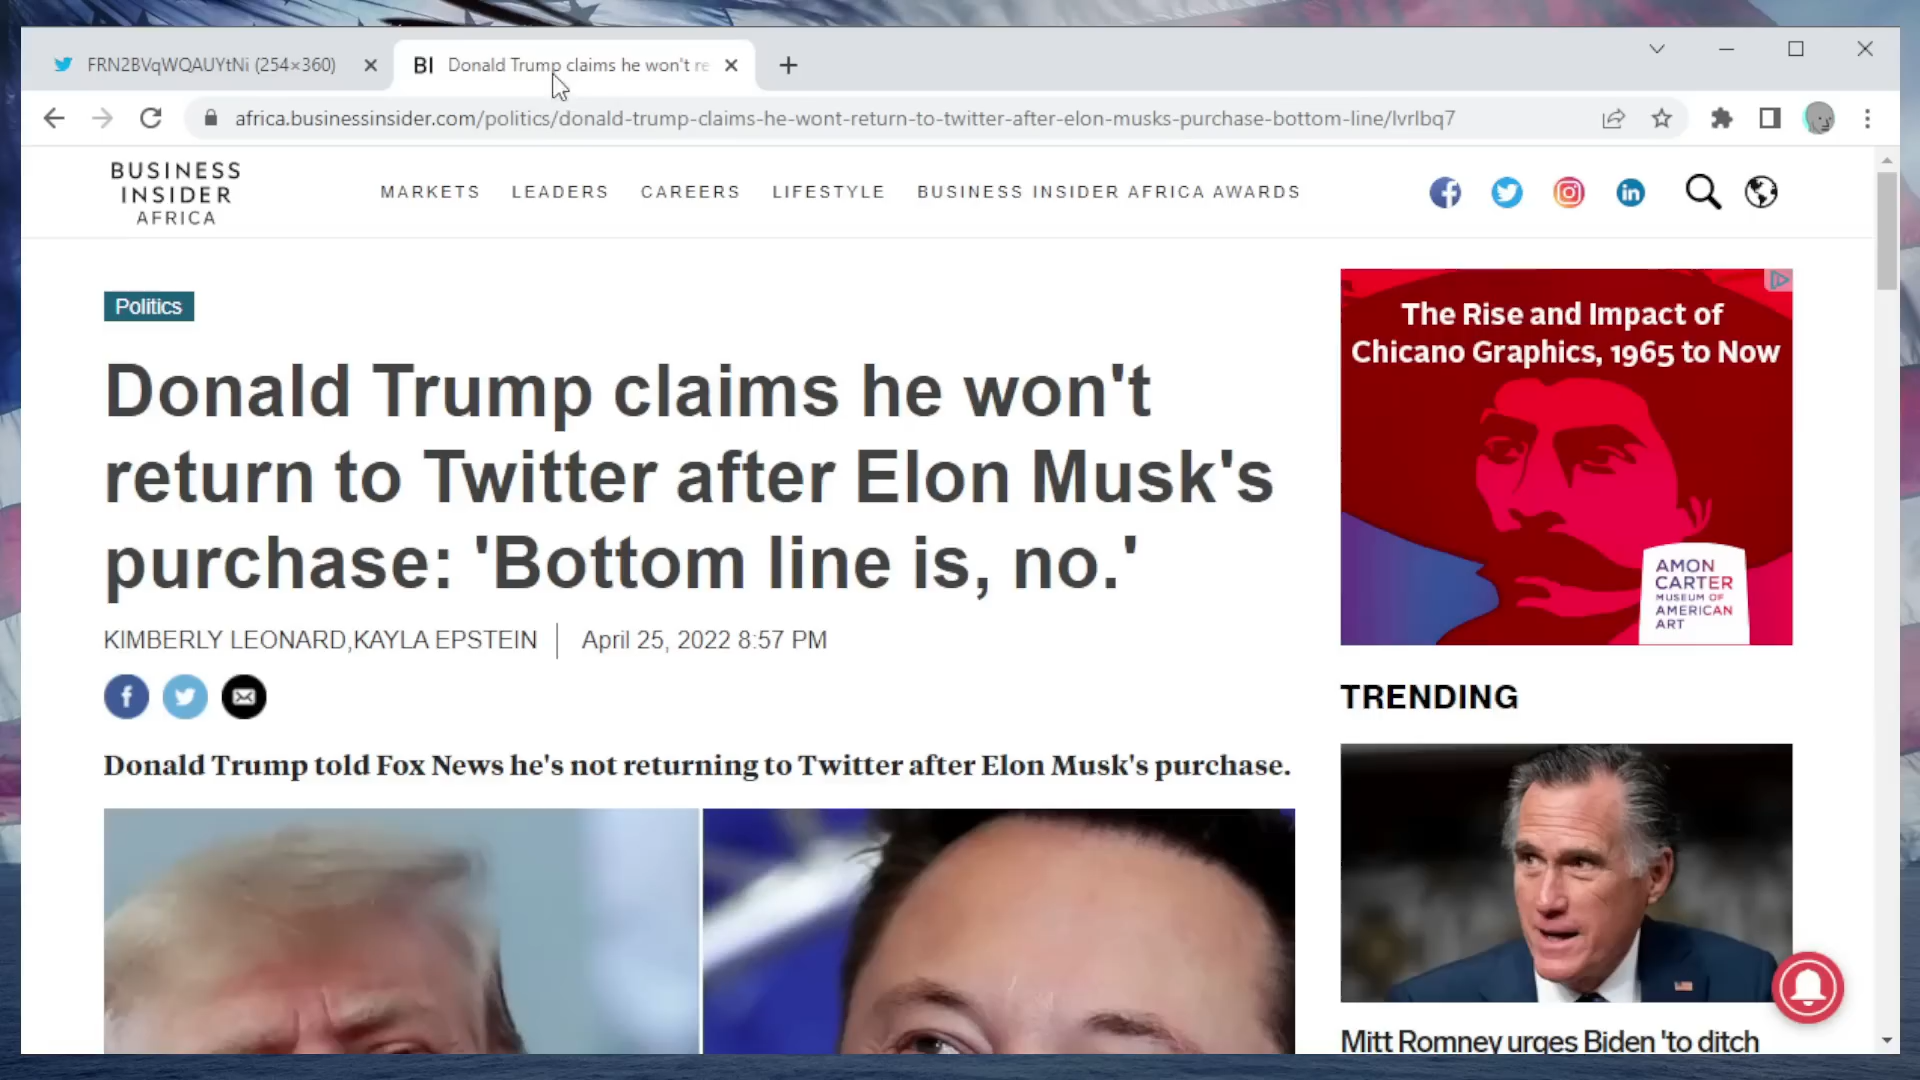 FRN2BVqWQAUYtNi (254×360)
BI Donald Trump claims he won't re
africa.businessinsider.com/politics/donald-trump-claims-he-wont-return-to-twitter-after-elon-musks-purchase-bottom-line/lvrlbq7
BUSINESS
INSIDER
AFRICA
MARKETS LEADERS CAREERS LIFESTYLE BUSINESS INSIDER AFRICA AWARDS
Politics
Donald Trump claims he won't
return to Twitter after Elon Musk's
purchase: 'Bottom line is, no.'
KIMBERLY LEONARD,KAYLA EPSTEIN April 25, 2022 8:57 PM
Donald Trump told Fox News he's not returning to Twitter after Elon Musk's purchase.
The Rise and Impact of
Chicano Graphics, 1965 to Now
AMON
CARTER
MUSEUM OF
AMERICAN
ART
TRENDING
Mitt Romney urges Biden 'to ditch